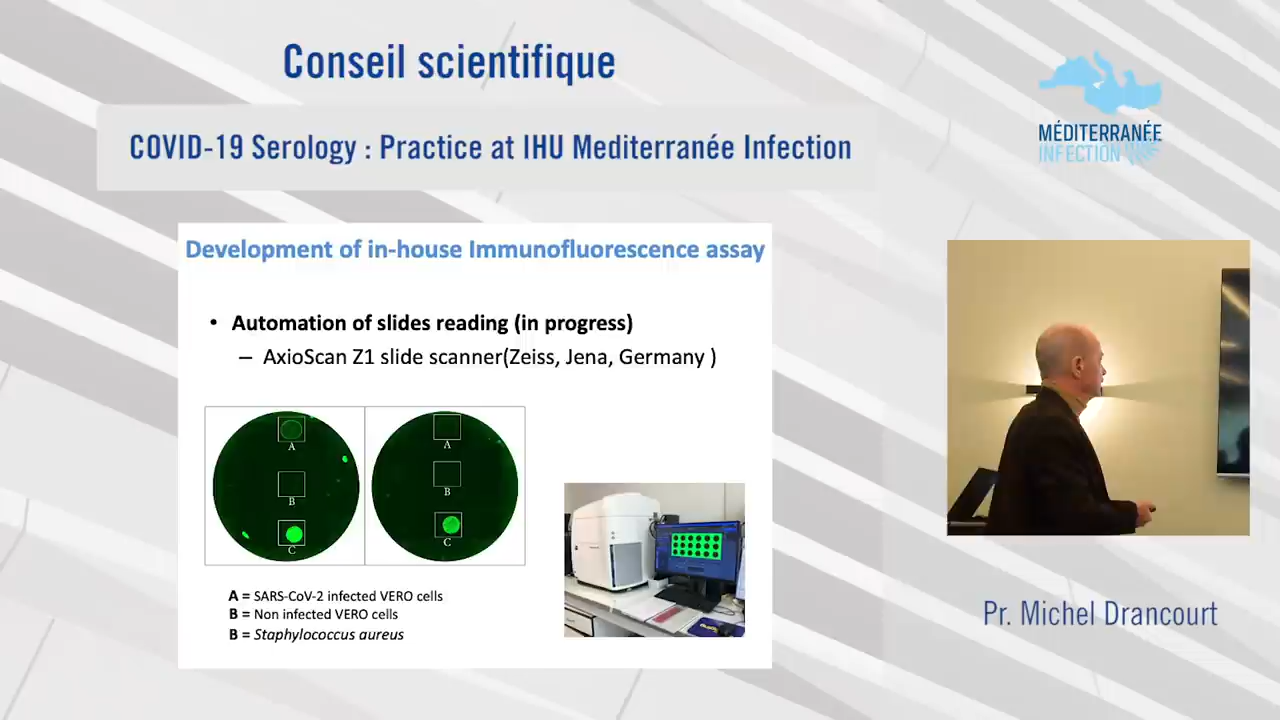 Conseil scientifique
COVID-19 Serology : Practice at IHU Mediterranée Infection
MÉDITERRANÉE
INFECTION
Development of in-house Immunofluorescence assay
• Automation of slides reading (in progress)
– AxioScan Z1 slide scanner(Zeiss, Jena, Germany )
A
B
C
A
B
C
A = SARS-CoV-2 infected VERO cells
B = Non infected VERO cells
B = Staphylococcus aureus
Pr. Michel Drancourt